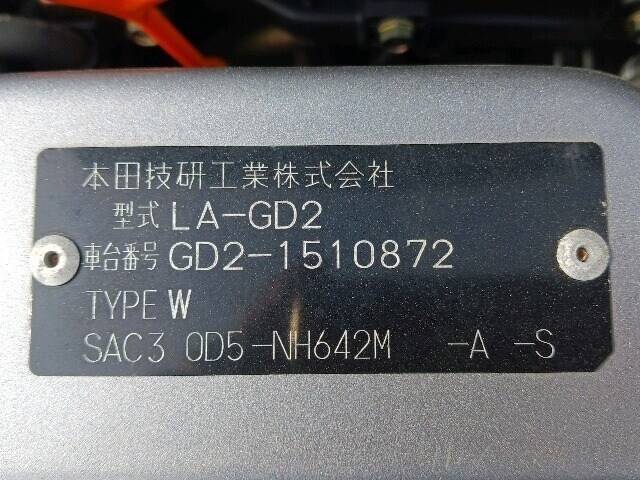 本田技研工業株式会社
型式 LA-GD2
車台番号 GD2-1510872
TYPE W
SAC3 0D5-NH642M -A -S